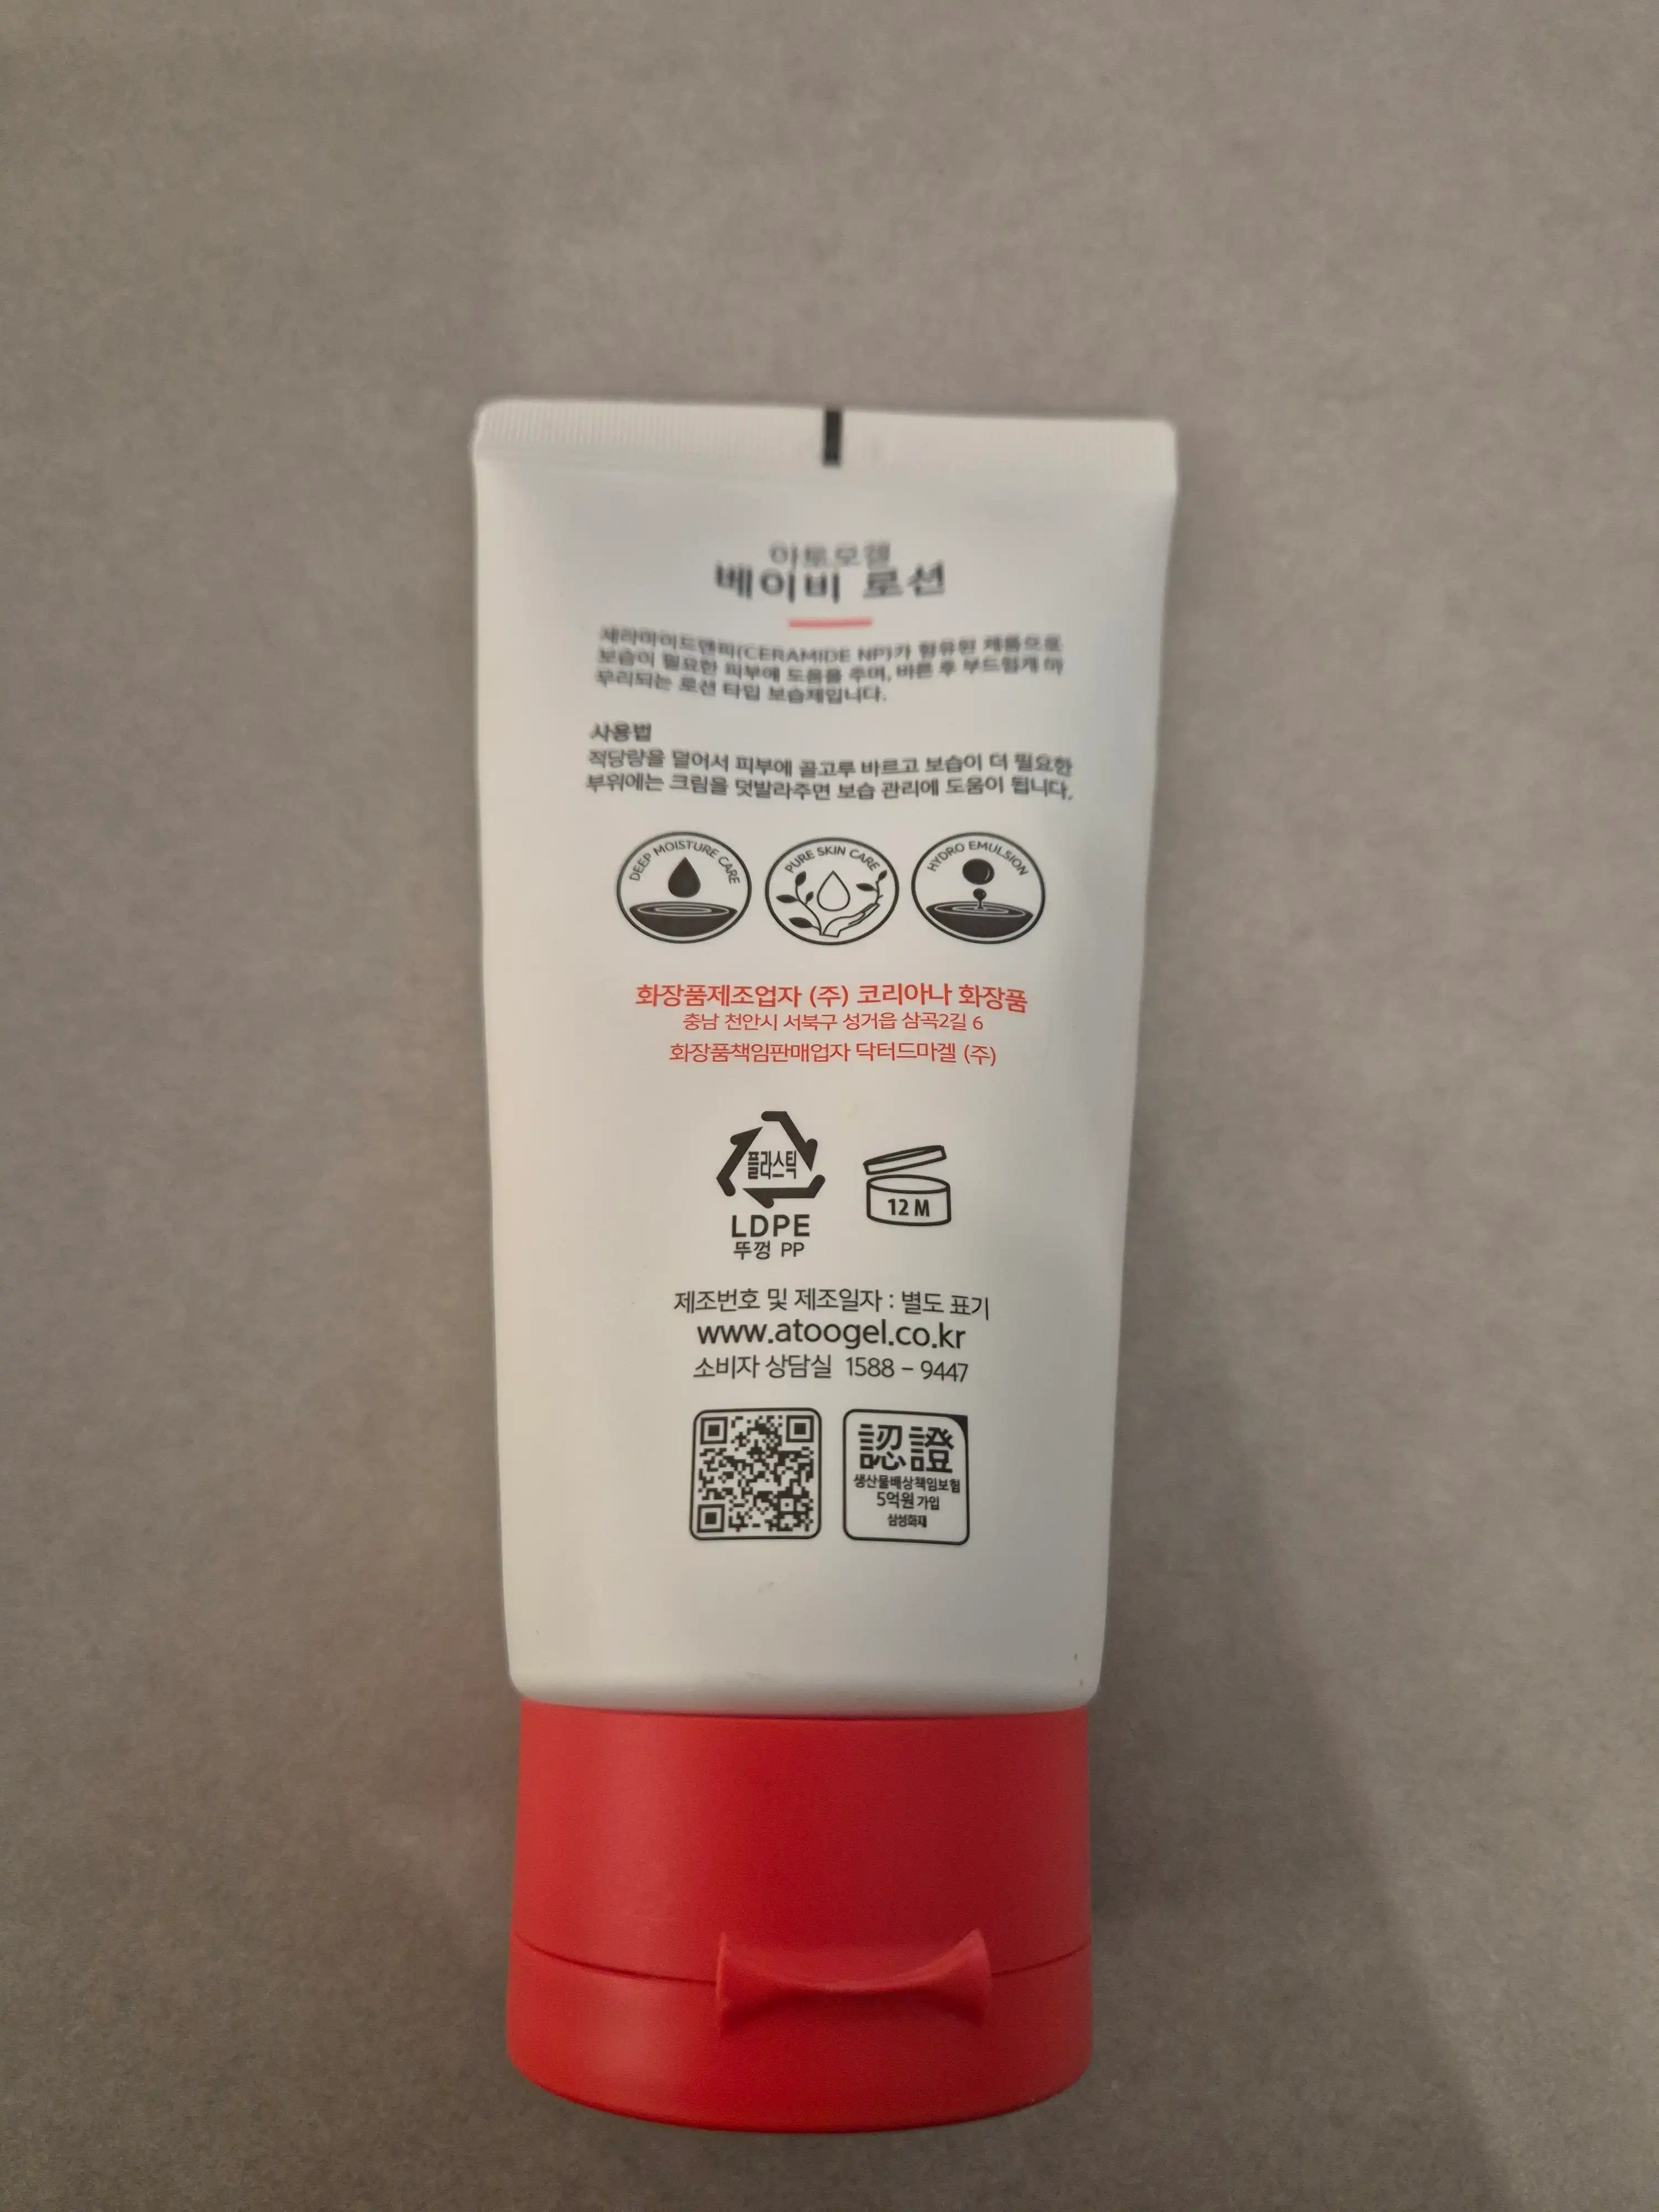 아토오겔
베이비 로션
세라마이드엔피(CERAMIDE NP)가 함유된 제품으로
보습이 필요한 피부에 도움을 주며, 바른 후 부드럽게 마
무리되는 로션 타입 보습제입니다.
사용법
적당량을 덜어서 피부에 골고루 바르고 보습이 더 필요한
부위에는 크림을 덧발라주면 보습 관리에 도움이 됩니다.
DEEP MOISTURE CARE
PURE SKIN CARE
HYDRO EMULSION
화장품제조업자 (주) 코리아나 화장품
충남 천안시 서북구 성거읍 삼곡2길 6
화장품책임판매업자 닥터드마겔 (주)
플라스틱
LDPE
뚜껑 PP
12 M
제조번호 및 제조일자 : 별도 표기
www.atoogel.co.kr
소비자 상담실 1588 - 9447
認證
생산물배상책임보험
5억원 가입
삼성화재